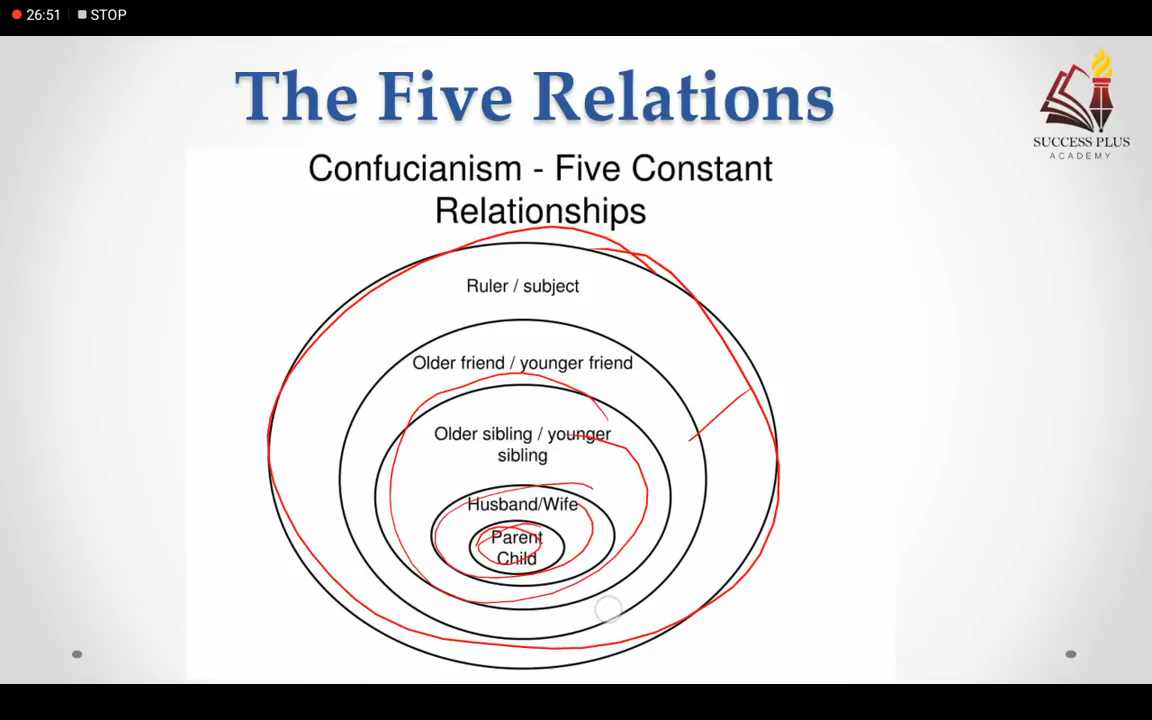 26:51 STOP
The Five Relations
SUCCESS PLUS
ACADEMY
Confucianism - Five Constant
Relationships
Ruler / subject
Older friend / younger friend
Older sibling / younger
sibling
Husband/Wife
Parent
Child